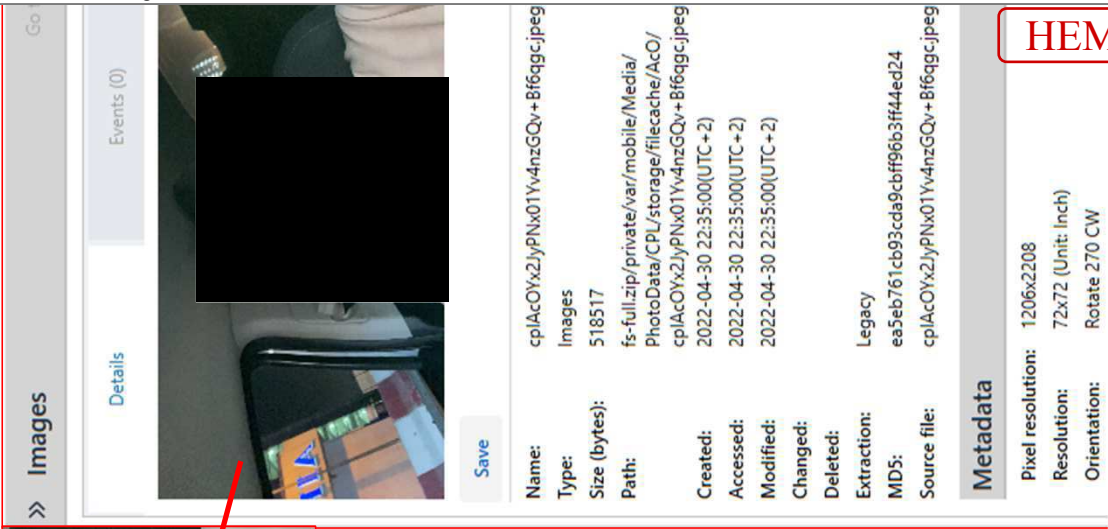 Images
Details
Events (0)
Save
Name: cplAcOYx2JyPNx01Yv4nzGQv+Bf6qgc.jpeg
Type: Images
Size (bytes): 518517
Path: fs-full.zip/private/var/mobile/Media/
PhotoData/CPL/storage/filecache/AcO/
cplAcOYx2JyPNx01Yv4nzGQv+Bf6qgc.jpeg
Created: 2022-04-30 22:35:00(UTC+2)
Accessed: 2022-04-30 22:35:00(UTC+2)
Modified: 2022-04-30 22:35:00(UTC+2)
Changed:
Deleted:
Extraction: Legacy
MD5: ea5eb761cb93cda9cbff96b3ff44ed24
Source file: cplAcOYx2JyPNx01Yv4nzGQv+Bf6qgc.jpeg
Metadata
Pixel resolution: 1206x2208
Resolution: 72x72 (Unit: Inch)
Orientation: Rotate 270 CW